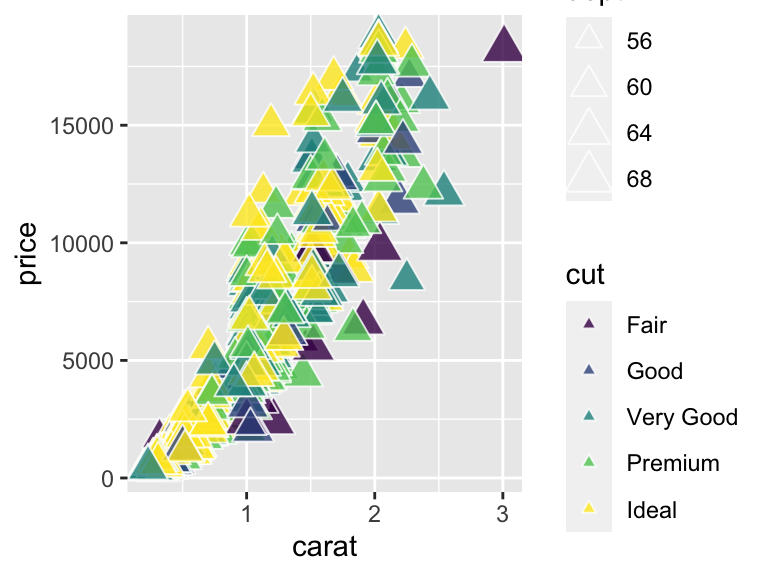 56
60
64
68
15000
10000
5000
0
price
1
2
3
carat
cut
Fair
Good
Very Good
Premium
Ideal